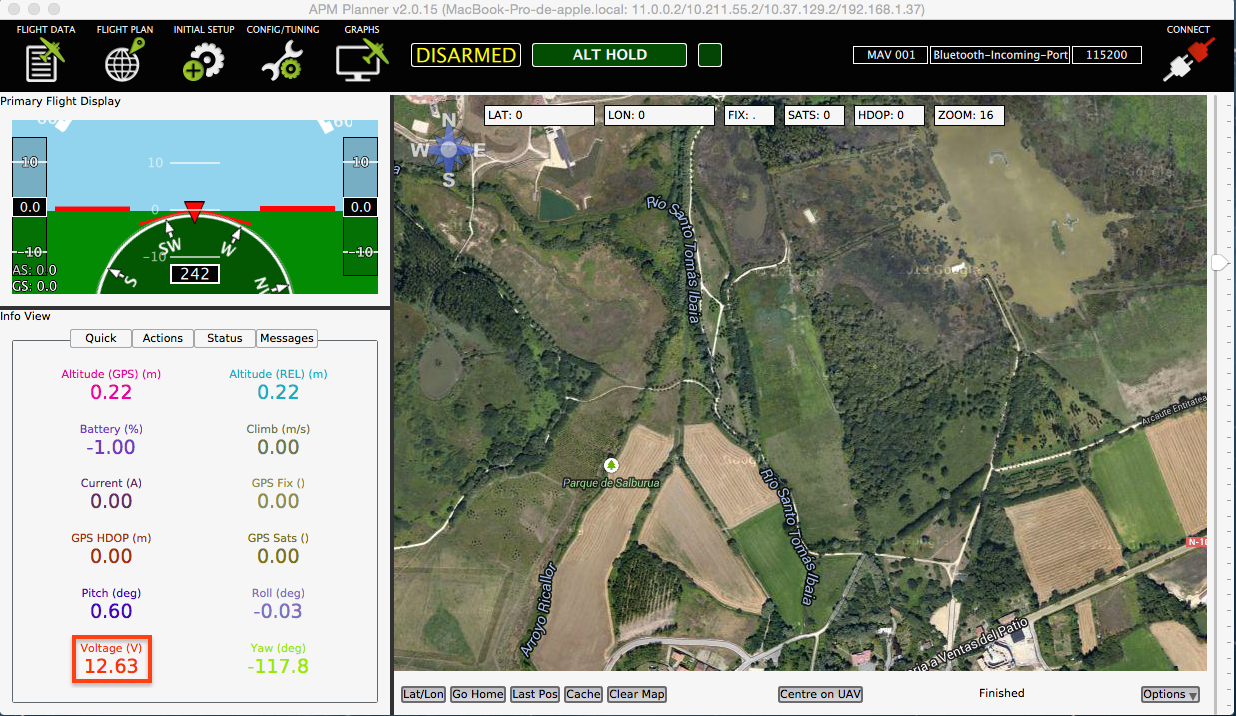 APM Planner v2.0.15 (MacBook-Pro-de-apple.local: 11.0.0.2/10.211.55.2/10.37.129.2/192.168.1.37)
FLIGHT DATA
FLIGHT PLAN
INITIAL SETUP
CONFIG/TUNING
GRAPHS
DISARMED
ALT HOLD
MAV 001
Bluetooth-Incoming-Port
115200
CONNECT
Primary Flight Display
60
10
10
10
0.0
0
0.0
-10
-10
-10
SW
W
S
242
AS: 0.0
GS: 0.0
Info View
Quick
Actions
Status
Messages
Altitude (GPS) (m)
0.22
Altitude (REL) (m)
0.22
Battery (%)
-1.00
Climb (m/s)
0.00
Current (A)
0.00
GPS Fix ()
0.00
GPS HDOP (m)
0.00
GPS Sats ()
0.00
Pitch (deg)
0.60
Roll (deg)
-0.03
Voltage (V)
12.63
Yaw (deg)
-117.8
LAT: 0
LON: 0
FIX: .
SATS: 0
HDOP: 0
ZOOM: 16
N
W
E
S
Río Santo Tomás Ibaia
Arcaute Entitatea
Parque de Salburua
Río Santo Tomás Ibaia
Arroyo Ricallor
ria a Ventas del Patio
Lat/Lon
Go Home
Last Pos
Cache
Clear Map
Centre on UAV
Finished
Options